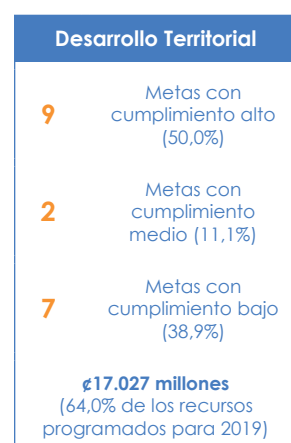 Desarrollo Territorial
9
Metas con
cumplimiento alto
(50,0%)
2
Metas con
cumplimiento
medio (11,1%)
7
Metas con
cumplimiento bajo
(38,9%)
¢17.027 millones
(64,0% de los recursos
programados para 2019)